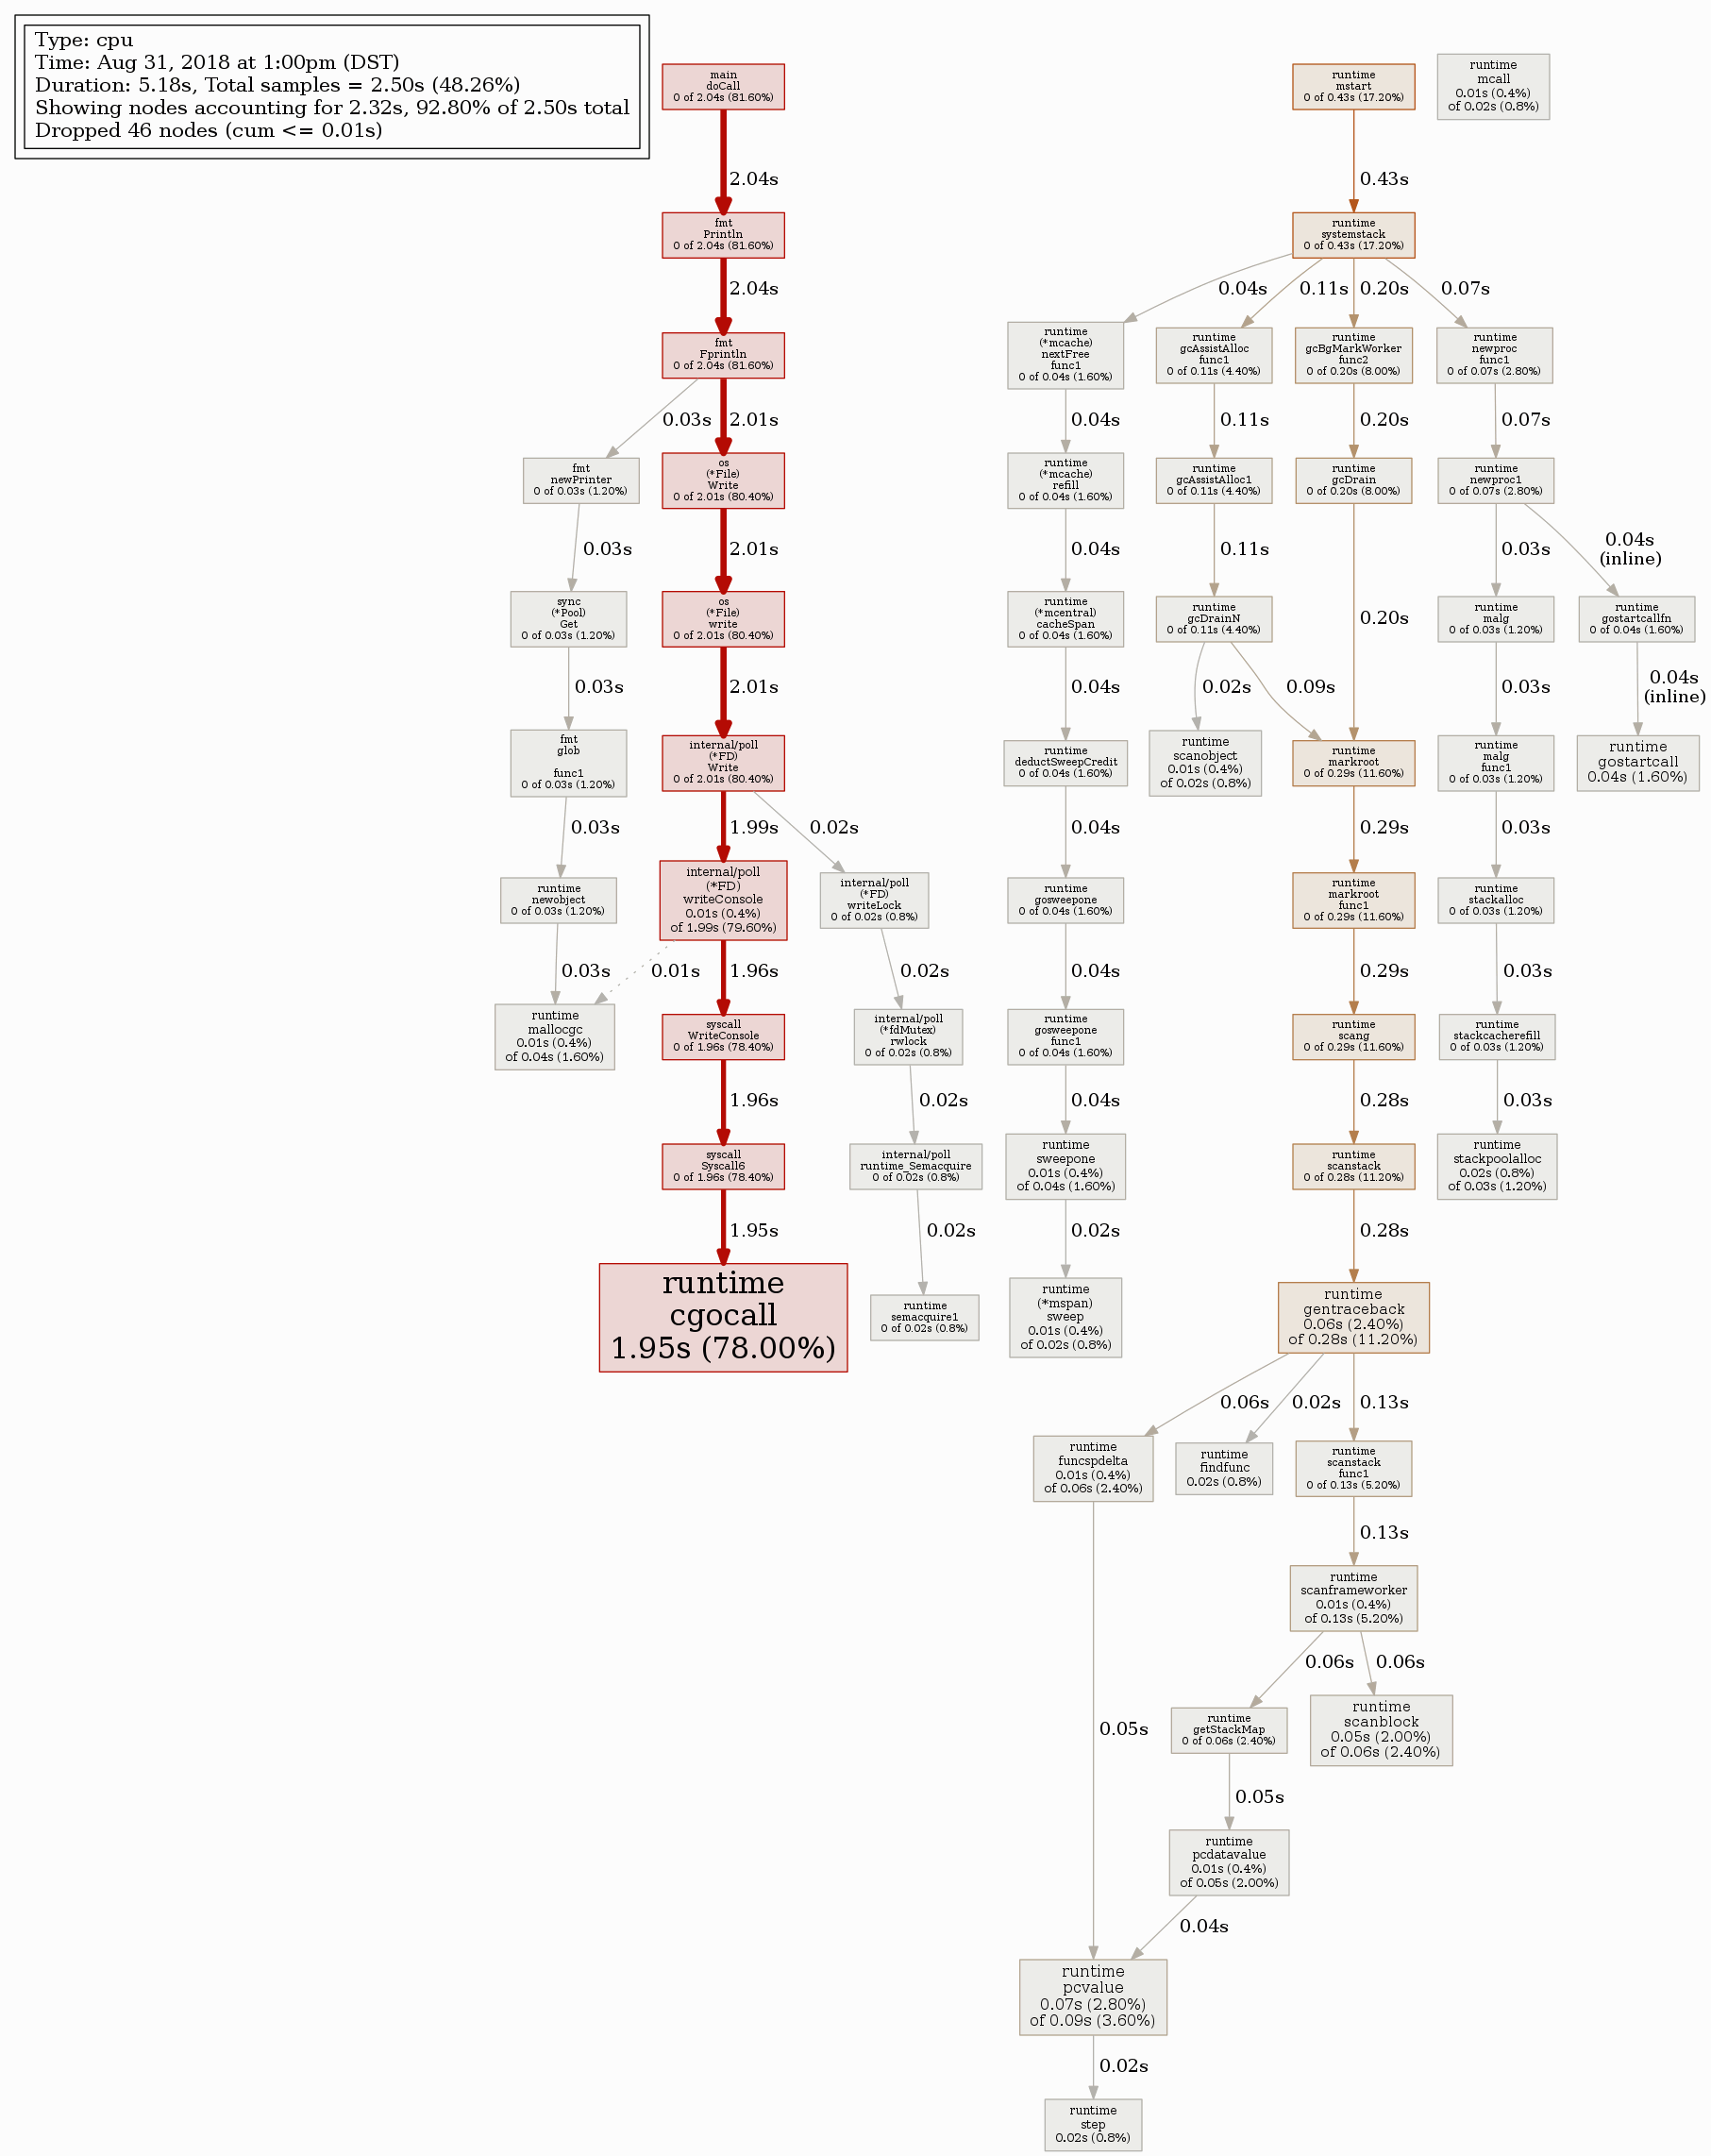 Type: cpu
Time: Aug 31, 2018 at 1:00pm (DST)
Duration: 5.18s, Total samples = 2.50s (48.26%)
Showing nodes accounting for 2.32s, 92.80% of 2.50s total
Dropped 46 nodes (cum <= 0.01s)
main
doCall
0 of 2.04s (81.60%)
runtime
mstart
0 of 0.43s (17.20%)
runtime
mcall
0.01s (0.4%)
of 0.02s (0.8%)
2.04s
0.43s
fmt
Println
0 of 2.04s (81.60%)
runtime
systemstack
0 of 0.43s (17.20%)
2.04s
0.04s
0.11s
0.20s
0.07s
fmt
Fprintln
0 of 2.04s (81.60%)
runtime
(*mcache)
nextFree
func1
0 of 0.04s (1.60%)
runtime
gcAssistAlloc
func1
0 of 0.11s (4.40%)
runtime
gcBgMarkWorker
func2
0 of 0.20s (8.00%)
runtime
newproc
func1
0 of 0.07s (2.80%)
0.03s
2.01s
0.04s
0.11s
0.20s
0.07s
fmt
newPrinter
0 of 0.03s (1.20%)
os
(*File)
Write
0 of 2.01s (80.40%)
runtime
(*mcache)
refill
0 of 0.04s (1.60%)
runtime
gcAssistAlloc1
0 of 0.11s (4.40%)
runtime
gcDrain
0 of 0.20s (8.00%)
runtime
newproc1
0 of 0.07s (2.80%)
0.03s
2.01s
0.04s
0.11s
0.03s
0.04s
(inline)
sync
(*Pool)
Get
0 of 0.03s (1.20%)
os
(*File)
write
0 of 2.01s (80.40%)
runtime
(*mcentral)
cacheSpan
0 of 0.04s (1.60%)
runtime
gcDrainN
0 of 0.11s (4.40%)
0.20s
runtime
malg
0 of 0.03s (1.20%)
runtime
gostartcallfn
0 of 0.04s (1.60%)
0.03s
2.01s
0.04s
0.02s
0.09s
0.03s
0.04s
(inline)
fmt
glob
func1
0 of 0.03s (1.20%)
internal/poll
(*FD)
Write
0 of 2.01s (80.40%)
runtime
deductSweepCredit
0 of 0.04s (1.60%)
runtime
scanobject
0.01s (0.4%)
of 0.02s (0.8%)
runtime
markroot
0 of 0.29s (11.60%)
runtime
malg
func1
0 of 0.03s (1.20%)
runtime
gostartcall
0.04s (1.60%)
0.03s
1.99s
0.02s
0.04s
0.29s
0.03s
runtime
newobject
0 of 0.03s (1.20%)
internal/poll
(*FD)
writeConsole
0.01s (0.4%)
of 1.99s (79.60%)
internal/poll
(*FD)
writeLock
0 of 0.02s (0.8%)
runtime
gosweepone
0 of 0.04s (1.60%)
runtime
markroot
func1
0 of 0.29s (11.60%)
runtime
stackalloc
0 of 0.03s (1.20%)
0.03s
0.01s
1.96s
0.02s
0.04s
0.29s
0.03s
runtime
mallocgc
0.01s (0.4%)
of 0.04s (1.60%)
syscall
WriteConsole
0 of 1.96s (78.40%)
internal/poll
(*fdMutex)
rwlock
0 of 0.02s (0.8%)
runtime
gosweepone
func1
0 of 0.04s (1.60%)
runtime
scang
0 of 0.29s (11.60%)
runtime
stackcacherefill
0 of 0.03s (1.20%)
1.96s
0.02s
0.04s
0.28s
0.03s
syscall
Syscall6
0 of 1.96s (78.40%)
internal/poll
runtime_Semacquire
0 of 0.02s (0.8%)
runtime
sweepone
0.01s (0.4%)
of 0.04s (1.60%)
runtime
scanstack
0 of 0.28s (11.20%)
runtime
stackpoolalloc
0.02s (0.8%)
of 0.03s (1.20%)
1.95s
0.02s
0.02s
0.28s
runtime
cgocall
1.95s (78.00%)
runtime
semacquire1
0 of 0.02s (0.8%)
runtime
(*mspan)
sweep
0.01s (0.4%)
of 0.02s (0.8%)
runtime
gentraceback
0.06s (2.40%)
of 0.28s (11.20%)
0.06s
0.02s
0.13s
runtime
funcspdelta
0.01s (0.4%)
of 0.06s (2.40%)
runtime
findfunc
0.02s (0.8%)
runtime
scanstack
func1
0 of 0.13s (5.20%)
0.13s
runtime
scanframeworker
0.01s (0.4%)
of 0.13s (5.20%)
0.06s
0.06s
0.05s
runtime
getStackMap
0 of 0.06s (2.40%)
runtime
scanblock
0.05s (2.00%)
of 0.06s (2.40%)
0.05s
runtime
pcdatavalue
0.01s (0.4%)
of 0.05s (2.00%)
0.04s
runtime
pcvalue
0.07s (2.80%)
of 0.09s (3.60%)
0.02s
runtime
step
0.02s (0.8%)